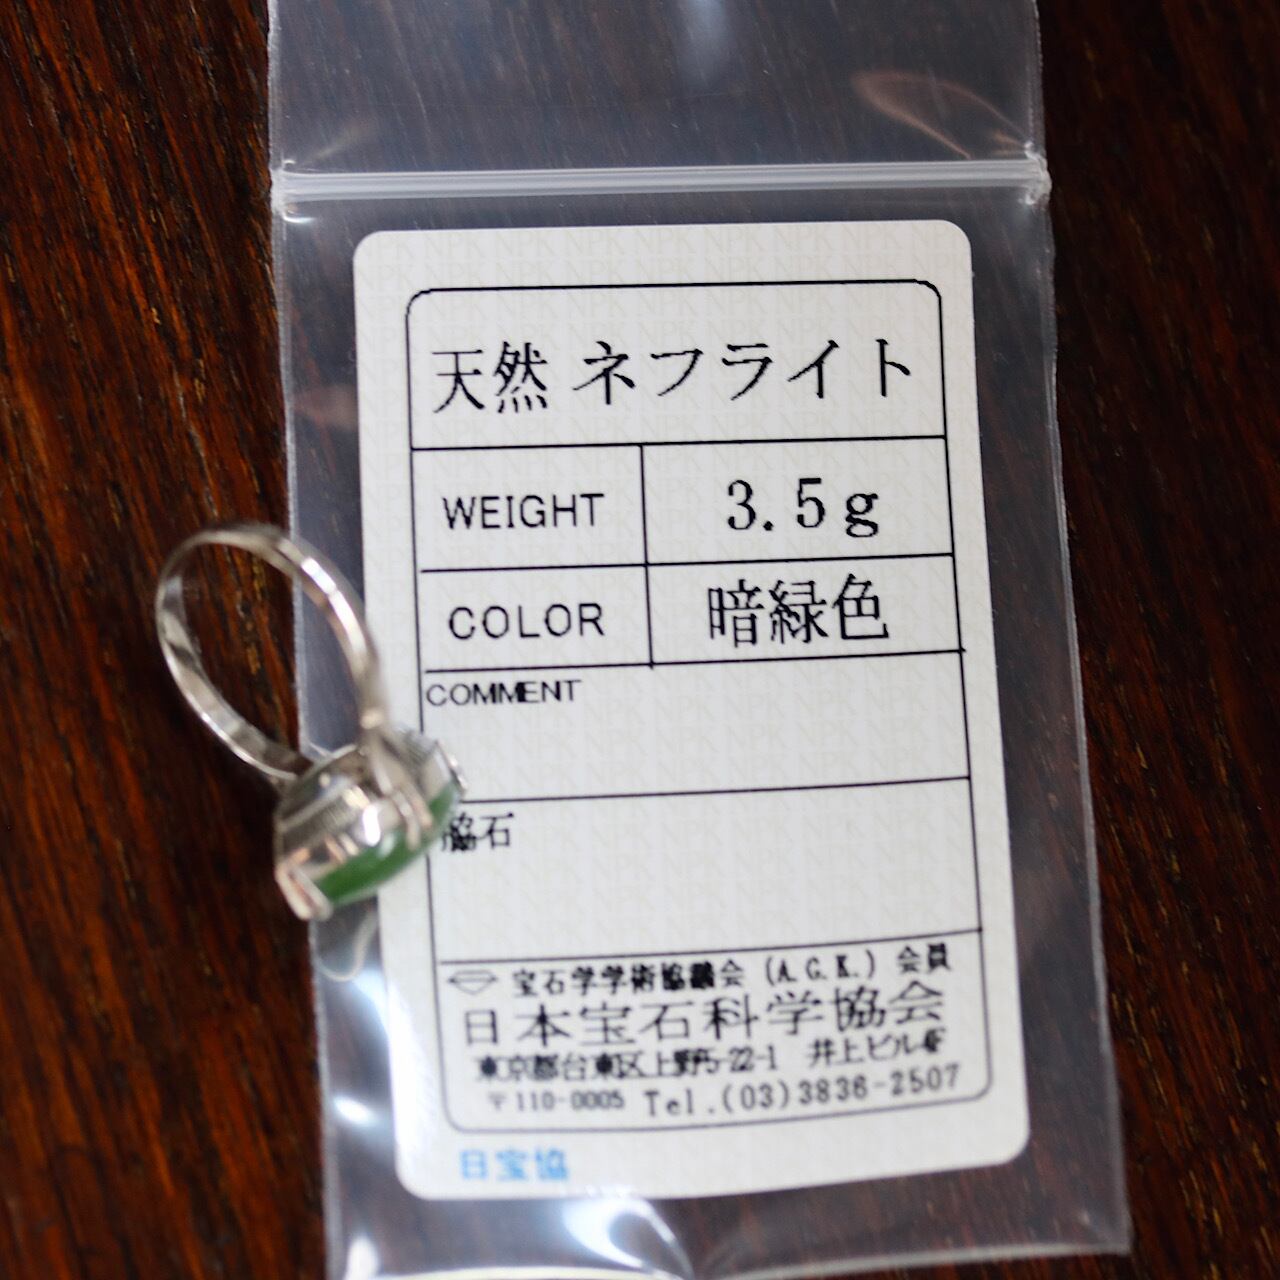 天然 ネフライト
WEIGHT 3.5g
COLOR 暗緑色
COMMENT
脇石
宝石学学術協議会 (A.G.K.) 会員
日本宝石科学協会
東京都台東区上野5-22-1 井上ビル4F
〒110-0005 Tel.(03)3836-2507
日宝協